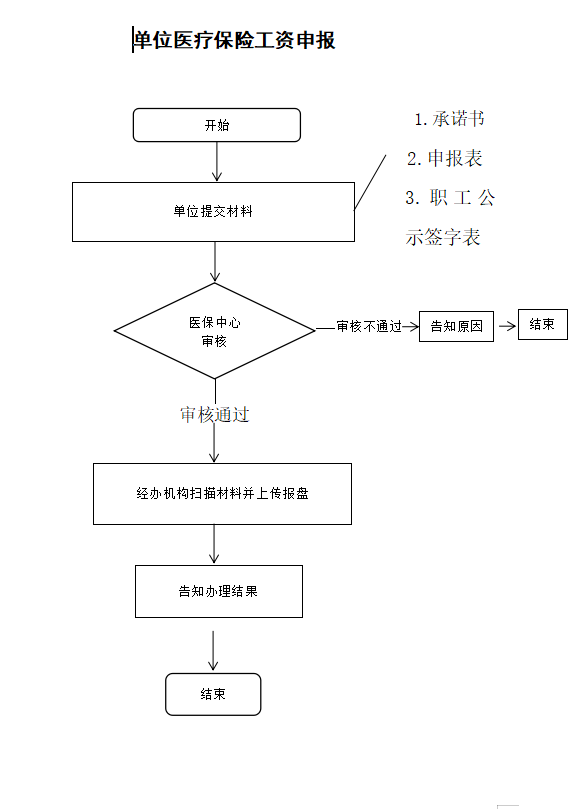 单位医疗保险工资申报
开始
1.承诺书
2.申报表
3. 职 工 公
示签字表
单位提交材料
医保中心
审核
审核不通过
告知原因
结束
审核通过
经办机构扫描材料并上传报盘
告知办理结果
结束